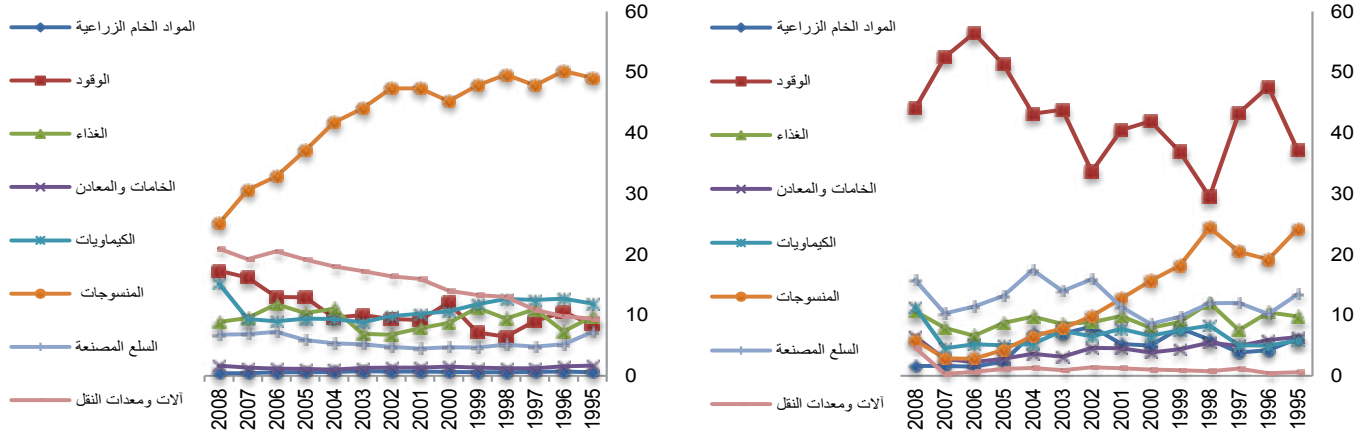 المواد الخام الزراعية
الوقود
الغذاء
الخامات والمعادن
الكيماويات
المنسوجات
السلع المصنعة
آلات ومعدات النقل
60
50
40
30
20
10
0
2008
2007
2006
2005
2004
2003
2002
2001
2000
1999
1998
1997
1996
1995
المواد الخام الزراعية
الوقود
الغذاء
الخامات والمعادن
الكيماويات
المنسوجات
السلع المصنعة
آلات ومعدات النقل
60
50
40
30
20
10
0
2008
2007
2006
2005
2004
2003
2002
2001
2000
1999
1998
1997
1996
1995